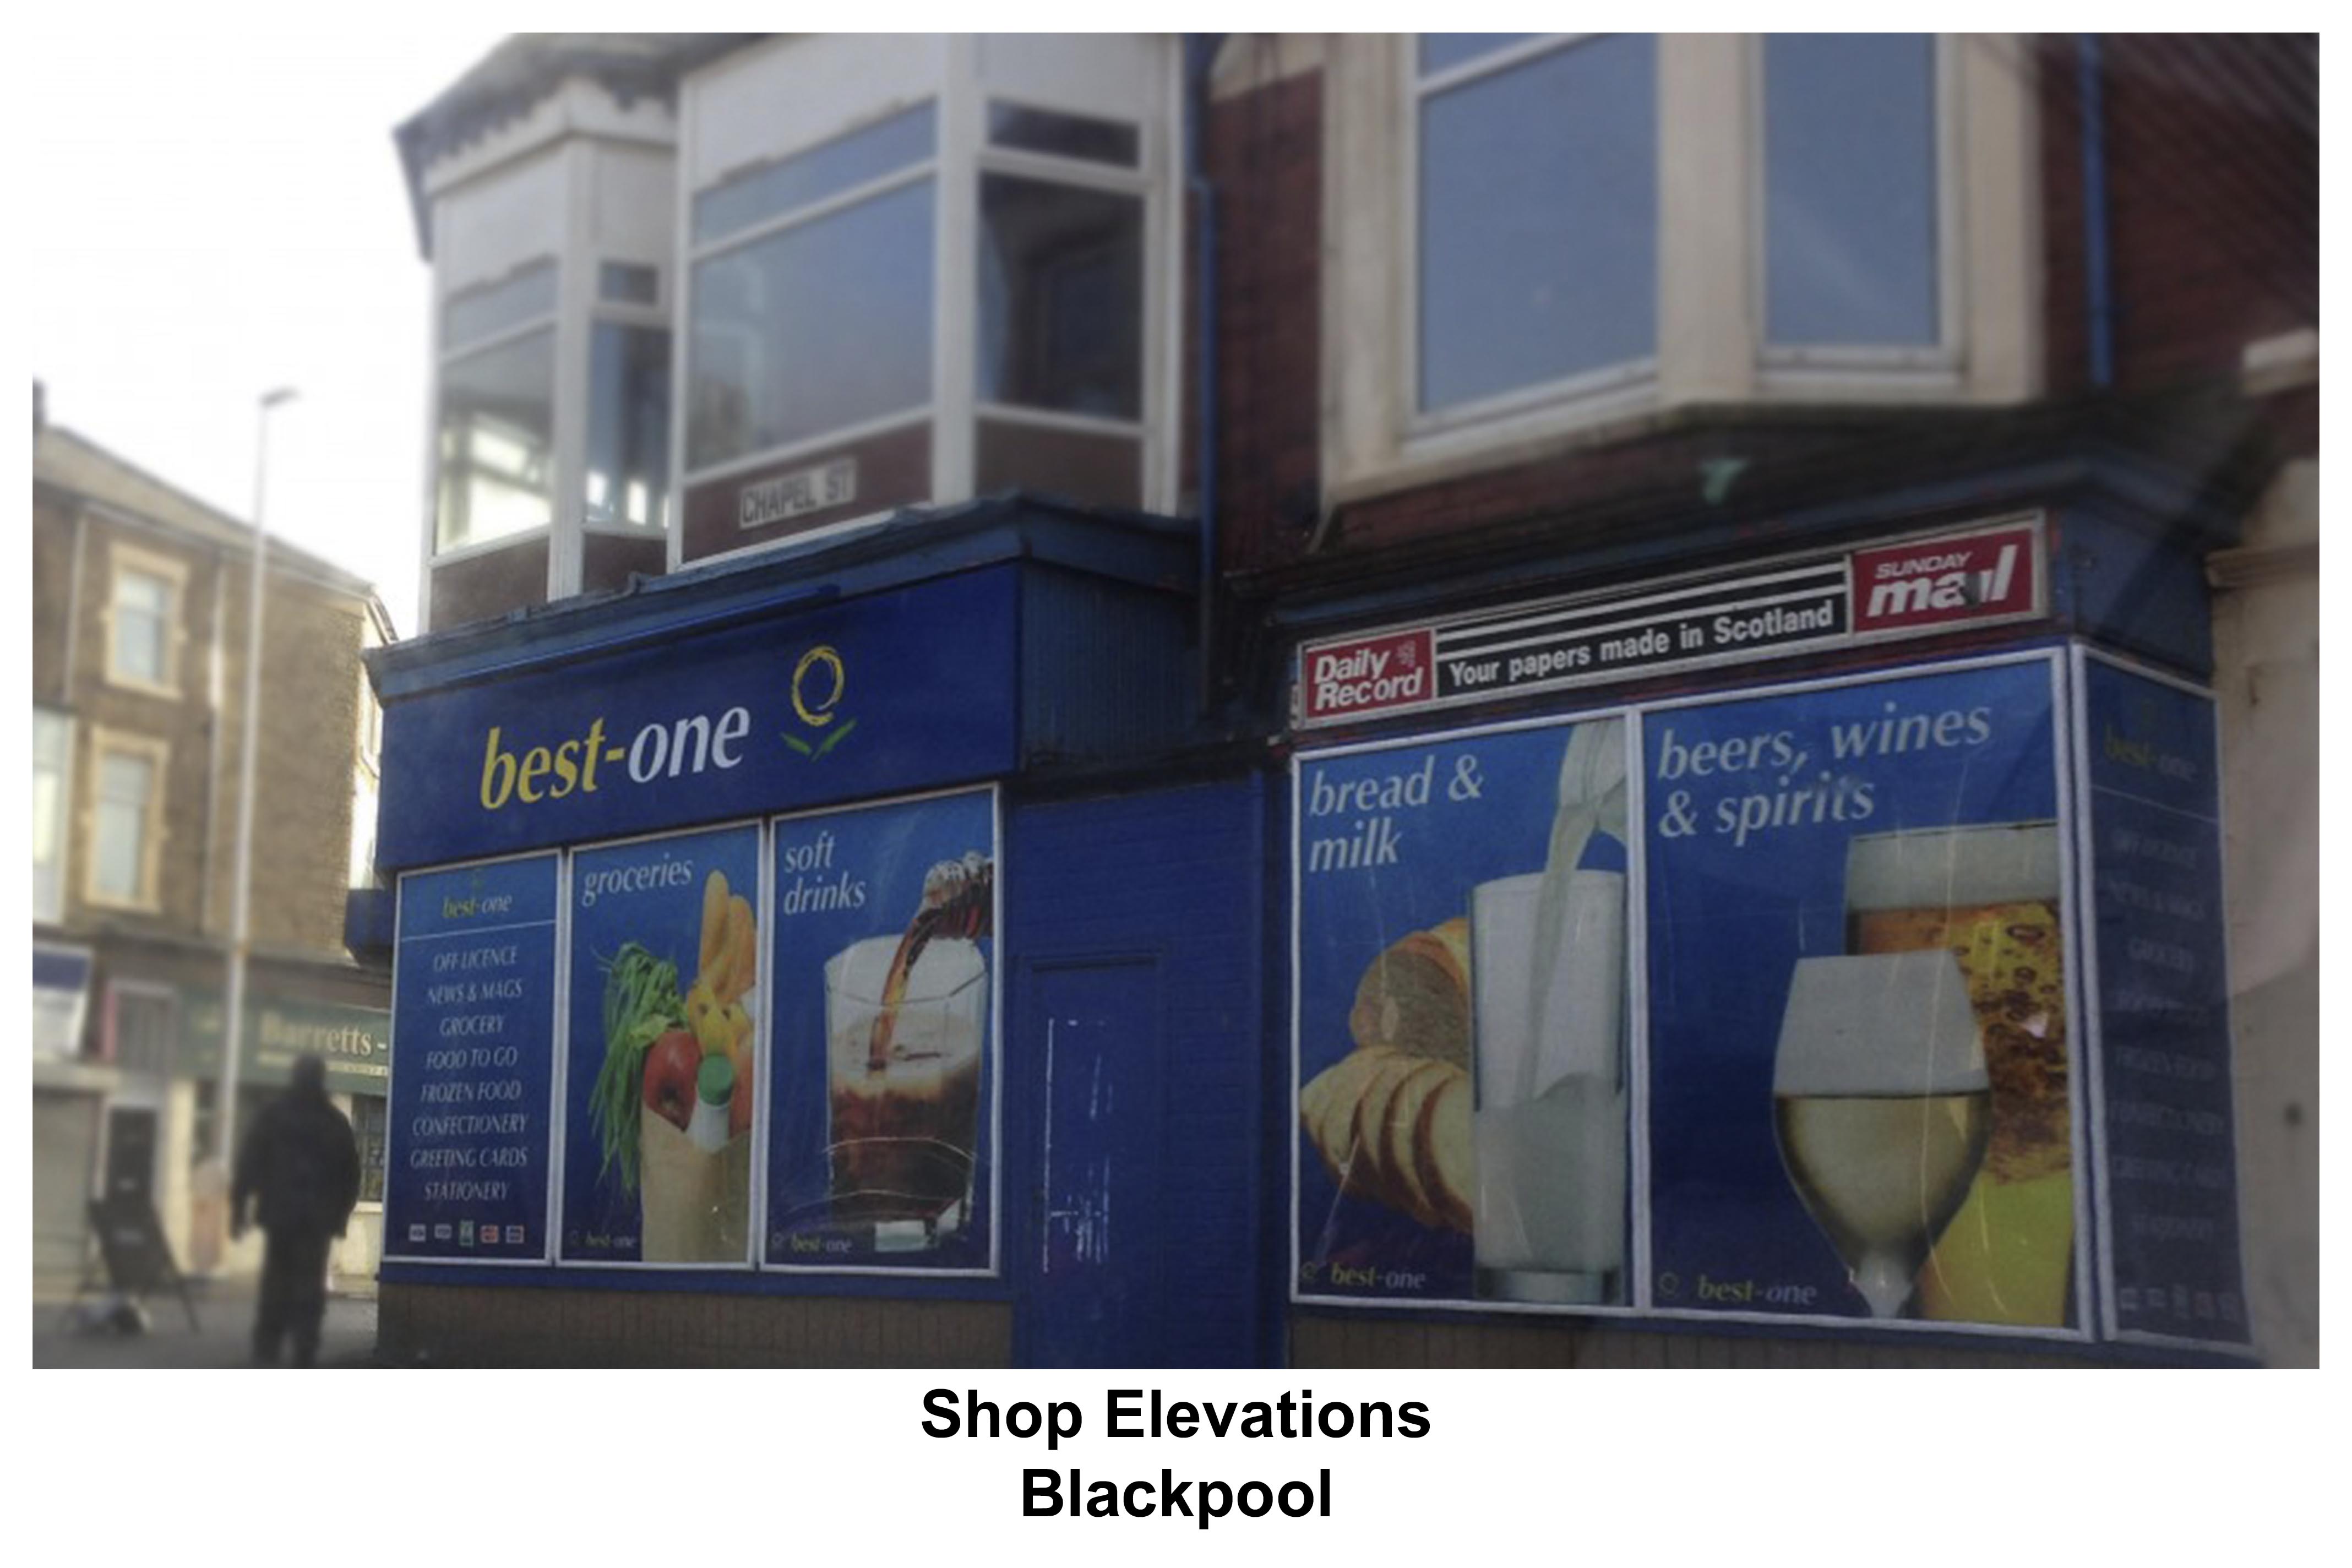 CHAPEL ST
best-one
Daily
Record
Your papers made in Scotland
SUNDAY
mail
best-one
OFF LICENCE
NEWS & MAGS
GROCERY
FOOD TO GO
FROZEN FOOD
CONFECTIONERY
GREETING CARDS
STATIONERY
groceries
best-one
soft
drinks
best-one
bread &
milk
best-one
beers, wines
& spirits
best-one
best-one
Barretts -
Shop Elevations
Blackpool